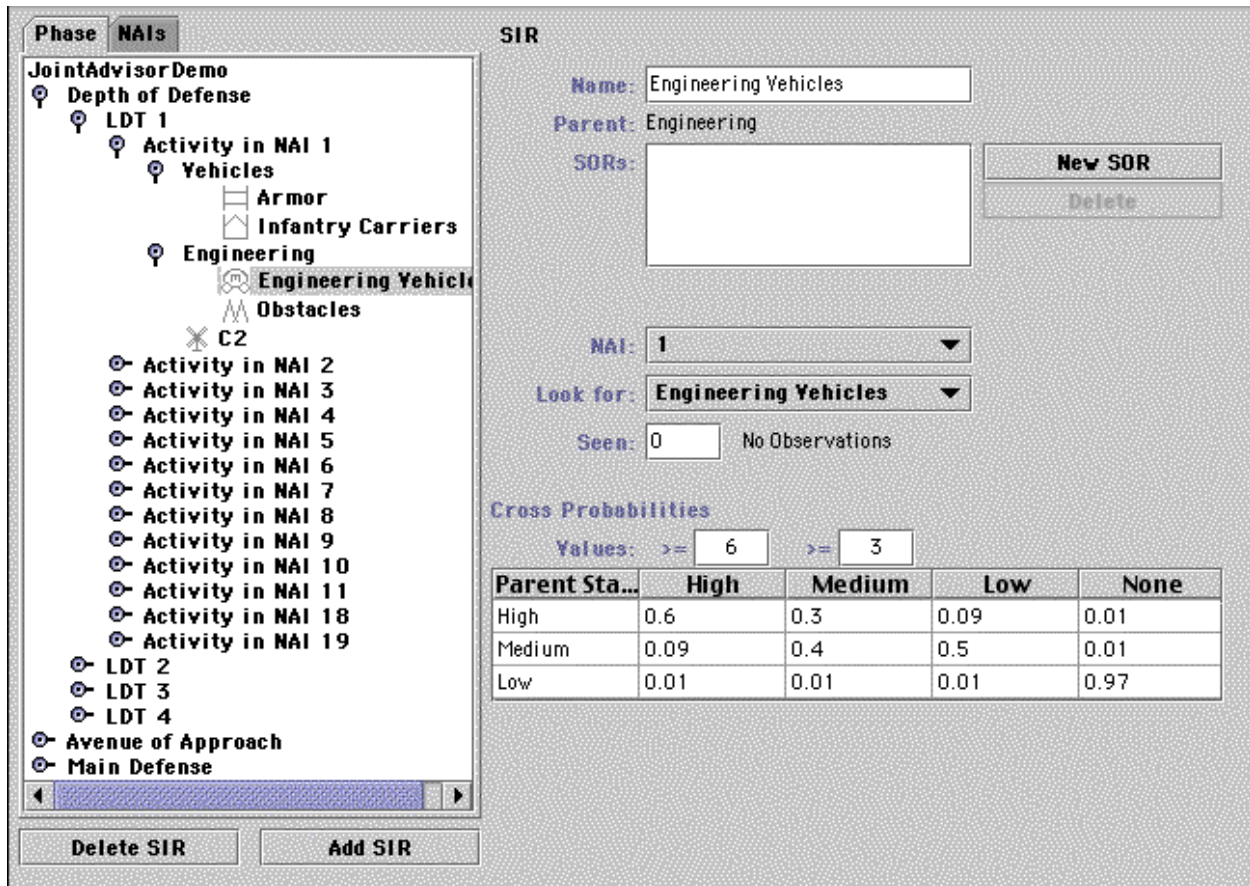 Phase NAIs
JointAdvisorDemo
Depth of Defense
LDT 1
Activity in NAI 1
Vehicles
Armor
Infantry Carriers
Engineering
Engineering Vehicle
Obstacles
C2
Activity in NAI 2
Activity in NAI 3
Activity in NAI 4
Activity in NAI 5
Activity in NAI 6
Activity in NAI 7
Activity in NAI 8
Activity in NAI 9
Activity in NAI 10
Activity in NAI 11
Activity in NAI 18
Activity in NAI 19
LDT 2
LDT 3
LDT 4
Avenue of Approach
Main Defense
Delete SIR Add SIR
SIR
Name: Engineering Vehicles
Parent: Engineering
SORs: New SOR
Delete
NAI: 1
Look for: Engineering Vehicles
Seen: 0 No Observations
Cross Probabilities
Values: >= 6 >= 3
Parent Sta... High Medium Low None
High 0.6 0.3 0.09 0.01
Medium 0.09 0.4 0.5 0.01
Low 0.01 0.01 0.01 0.97